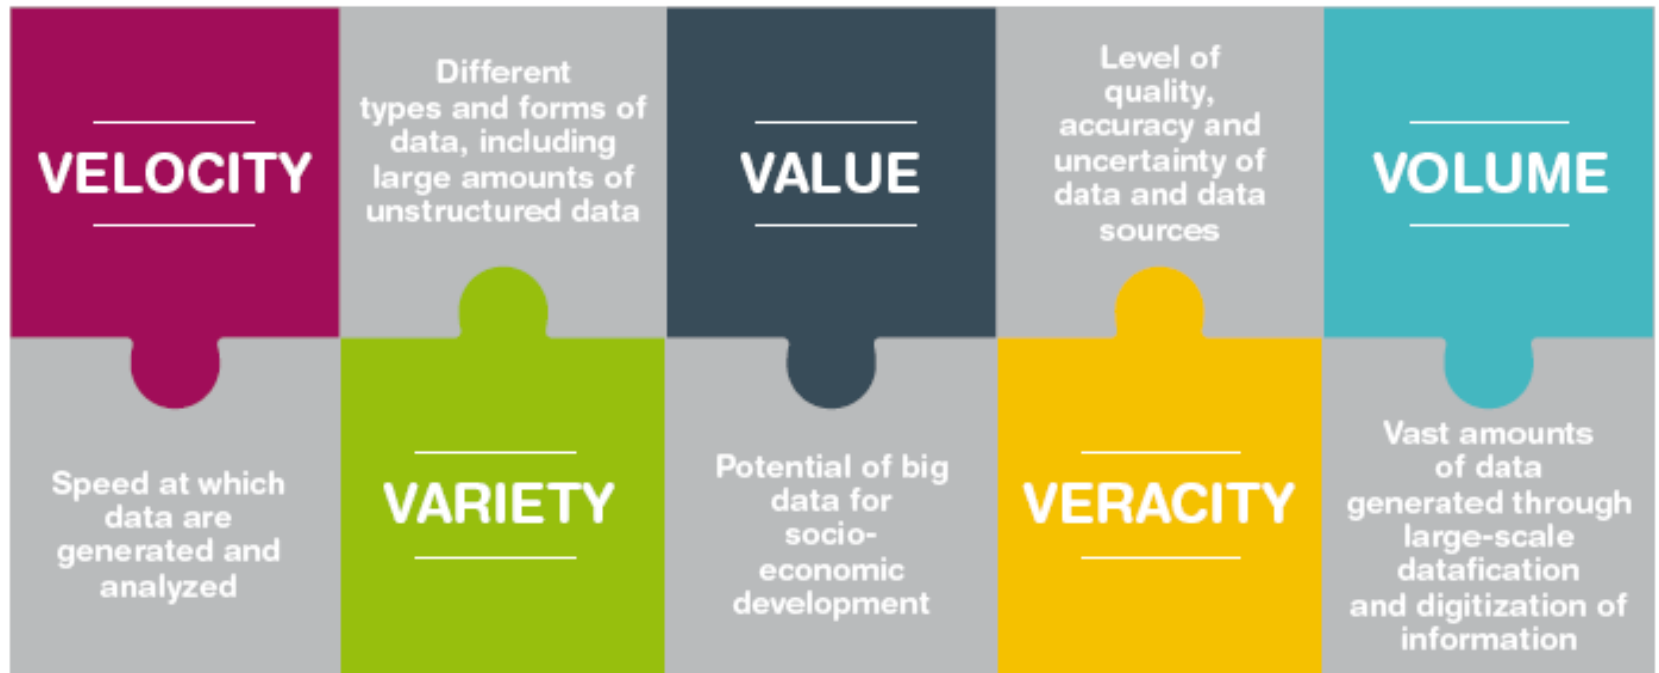 VELOCITY
Speed at which
data are
generated and
analyzed
Different
types and forms of
data, including
large amounts of
unstructured data
VARIETY
VALUE
Potential of big
data for
socio-
economic
development
Level of
quality,
accuracy and
uncertainty of
data and data
sources
VERACITY
VOLUME
Vast amounts
of data
generated through
large-scale
datafication
and digitization of
information